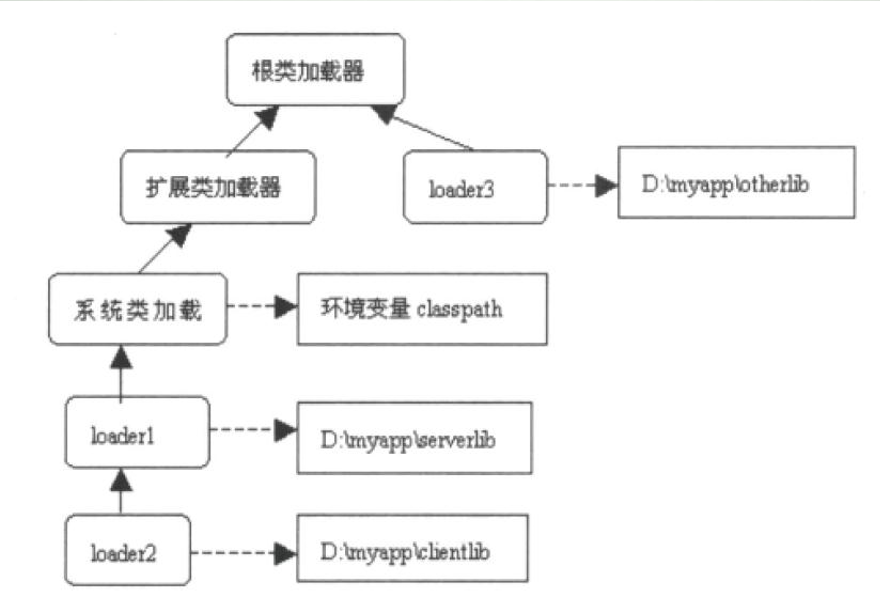 根类加载器
扩展类加载器
loader3
D:\myapp\otherlib
系统类加载
环境变量 classpath
loader1
D:\myapp\serverlib
loader2
D:\myapp\clientlib